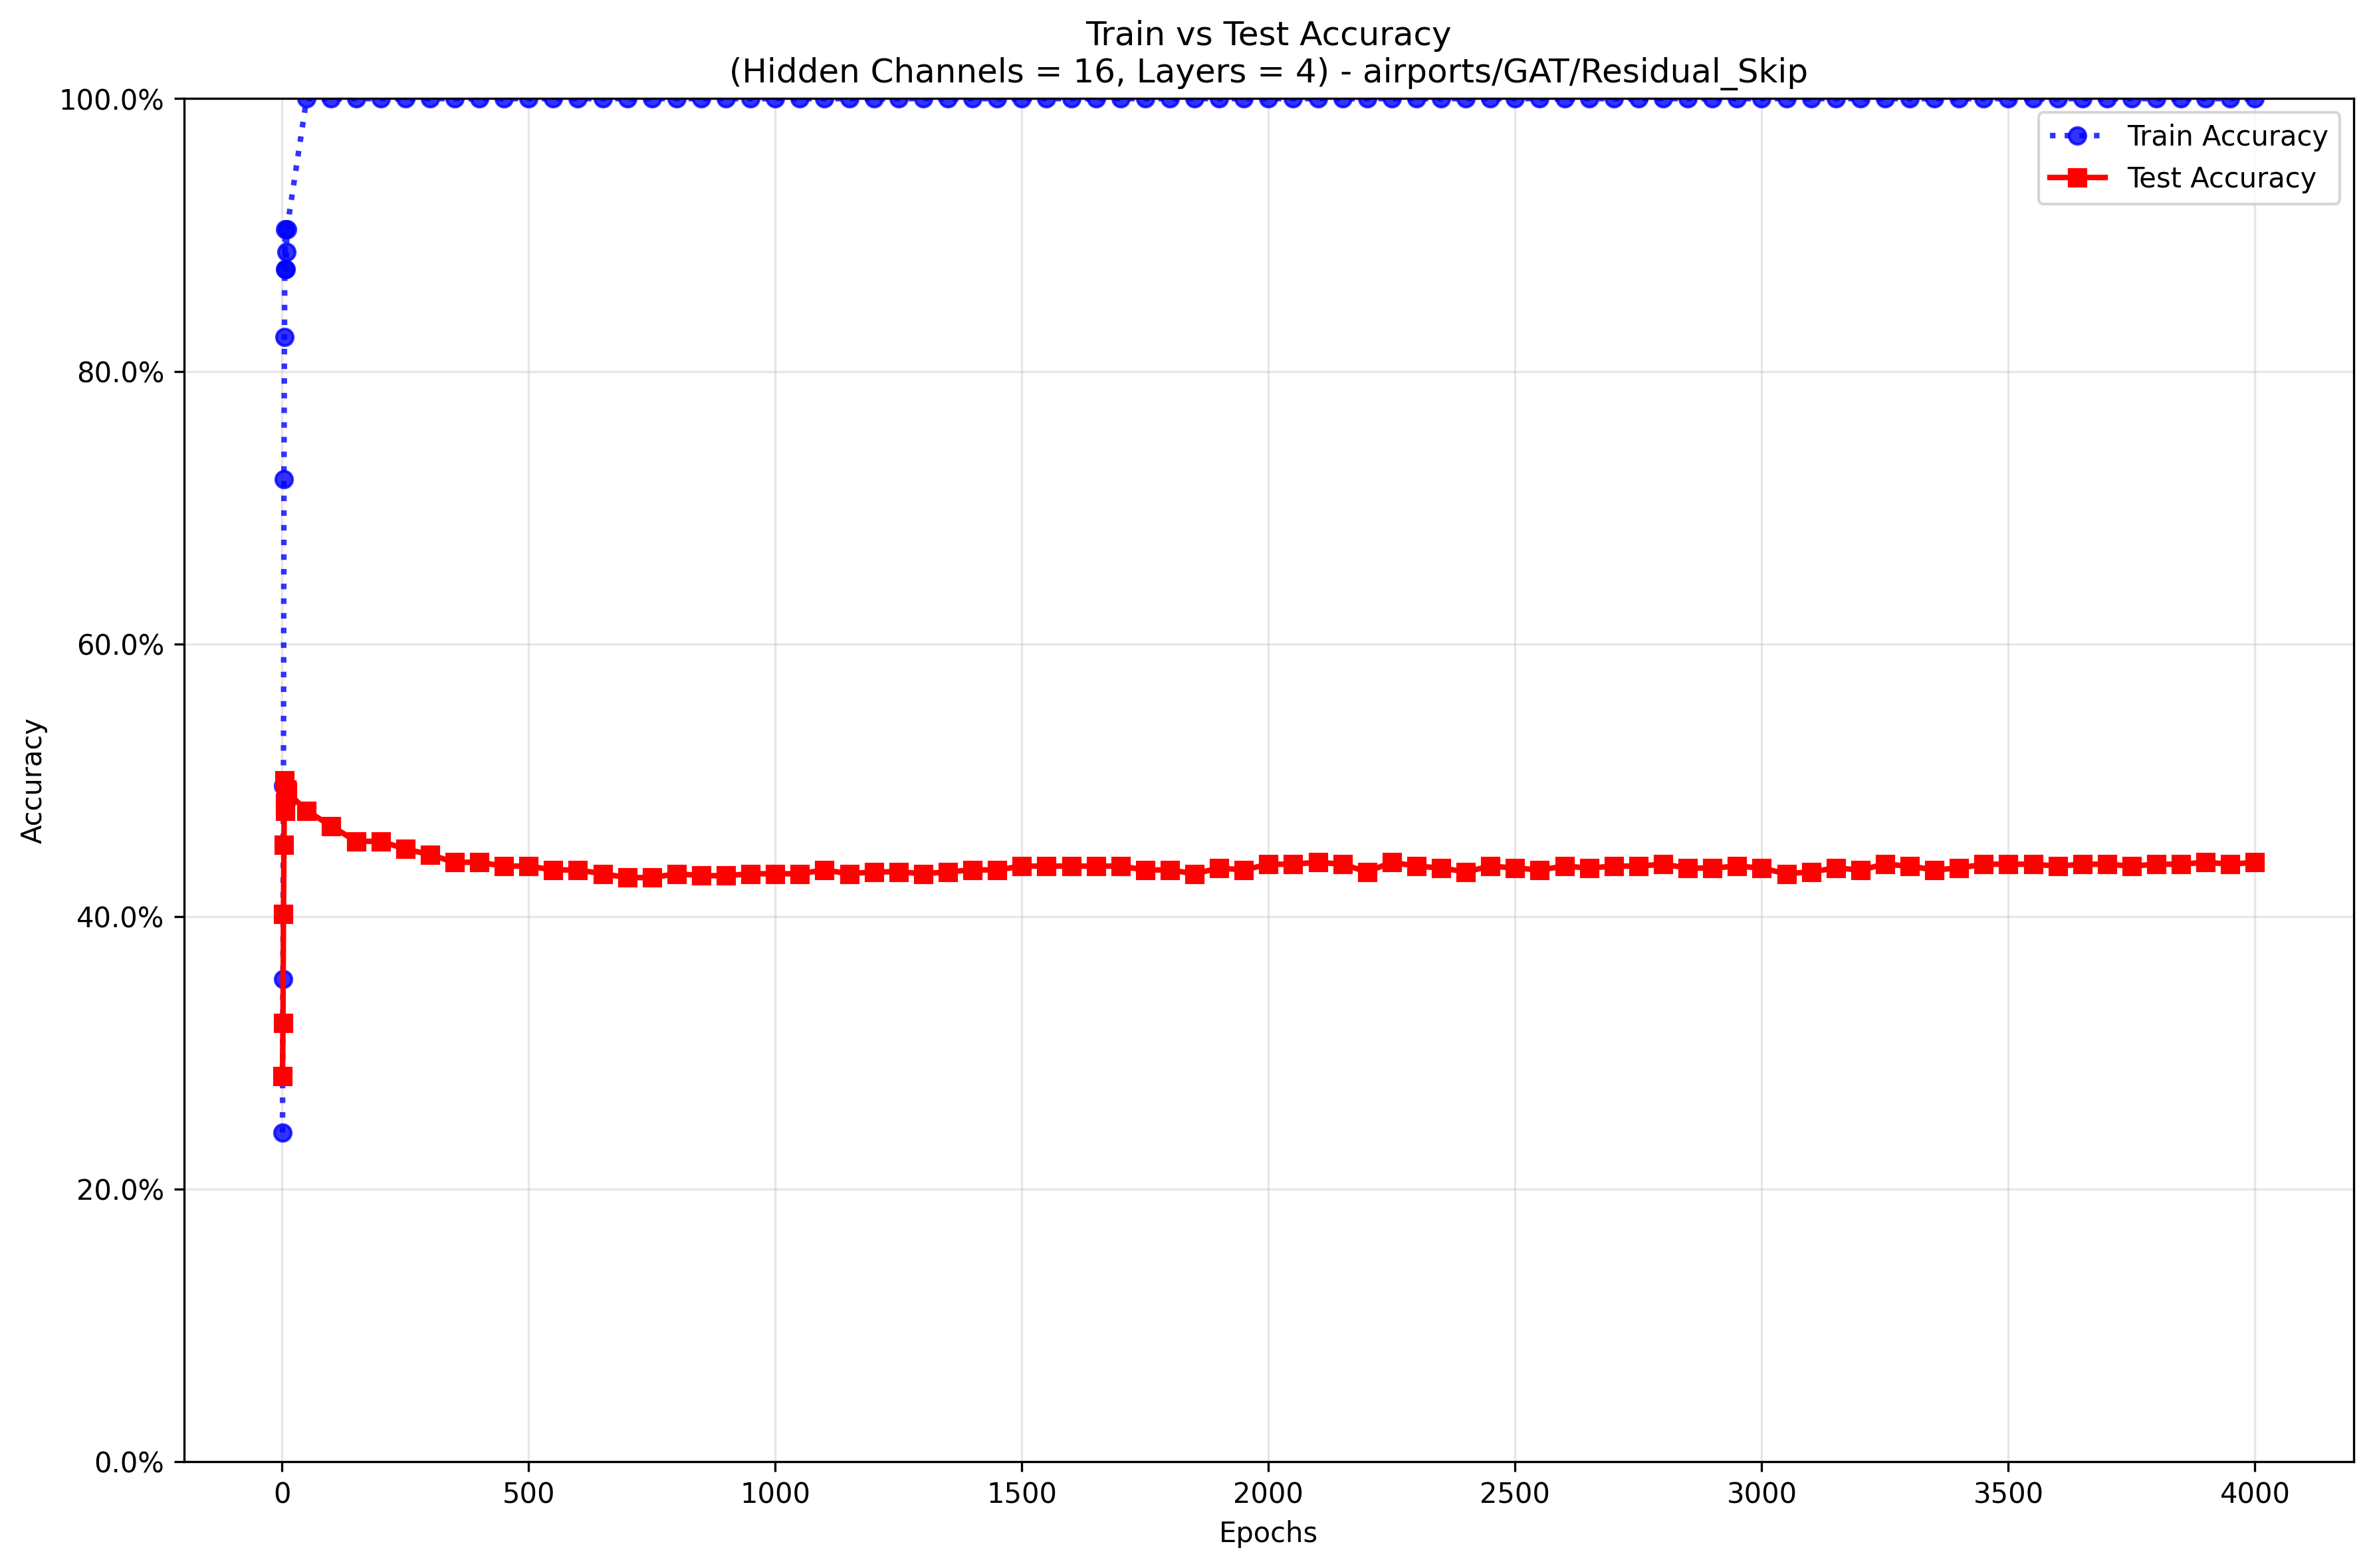 Train vs Test Accuracy
(Hidden Channels = 16, Layers = 4) - airports/GAT/Residual_Skip
100.0%
80.0%
60.0%
40.0%
20.0%
0.0%
Accuracy
Train Accuracy
Test Accuracy
0
500
1000
1500
2000
2500
3000
3500
4000
Epochs